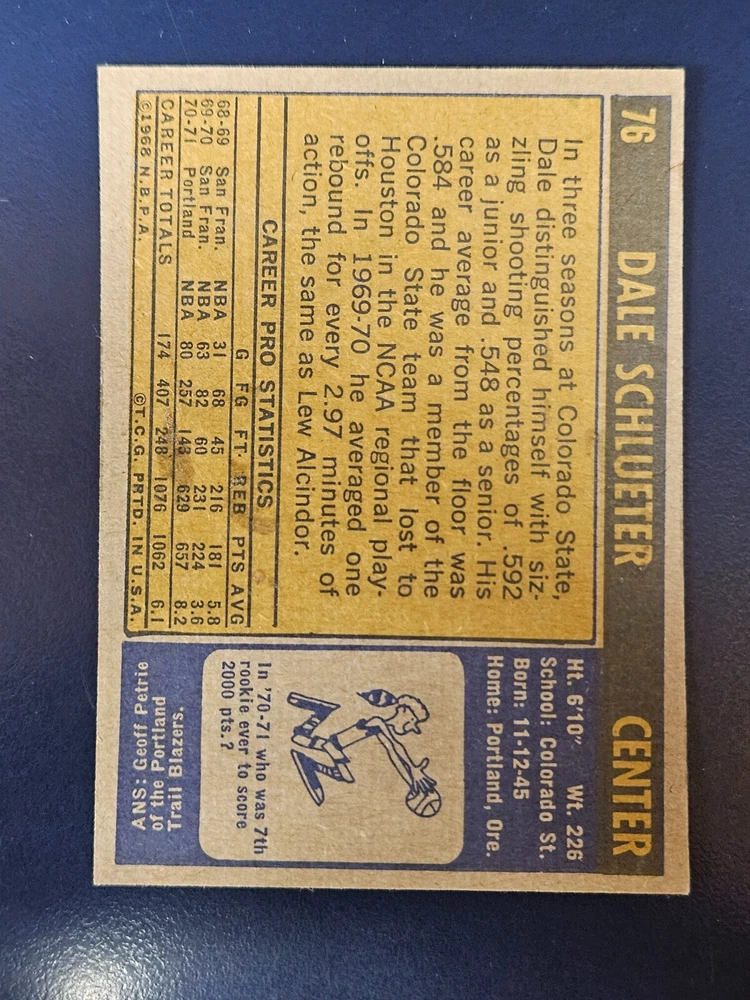 76 DALE SCHLUETER CENTER
In three seasons at Colorado State,
Dale distinguished himself with siz-
zling shooting percentages of .592
as a junior and .548 as a senior. His
career average from the floor was
.584 and he was a member of the
Colorado State team that lost to
Houston in the NCAA regional play-
offs. In 1969-70 he averaged one
rebound for every 2.97 minutes of
action, the same as Lew Alcindor.
CAREER PRO STATISTICS
G FG FT. REB PTS AVG
68-69 San Fran. NBA 31 68 45 216 181 5.8
69-70 San Fran. NBA 63 82 60 231 224 3.6
70-71 Portland NBA 80 257 143 629 657 8.2
CAREER TOTALS 174 407 248 1076 1062 6.1
©1968 N.B.P.A. ©T.C.G. PRTD. IN U.S.A.
Ht. 6'10" Wt. 226
School: Colorado St.
Born: 11-12-45
Home: Portland, Ore.
In '70-71 who was 7th
rookie ever to score
2000 pts.?
ANS: Geoff Petrie
of the Portland
Trail Blazers.